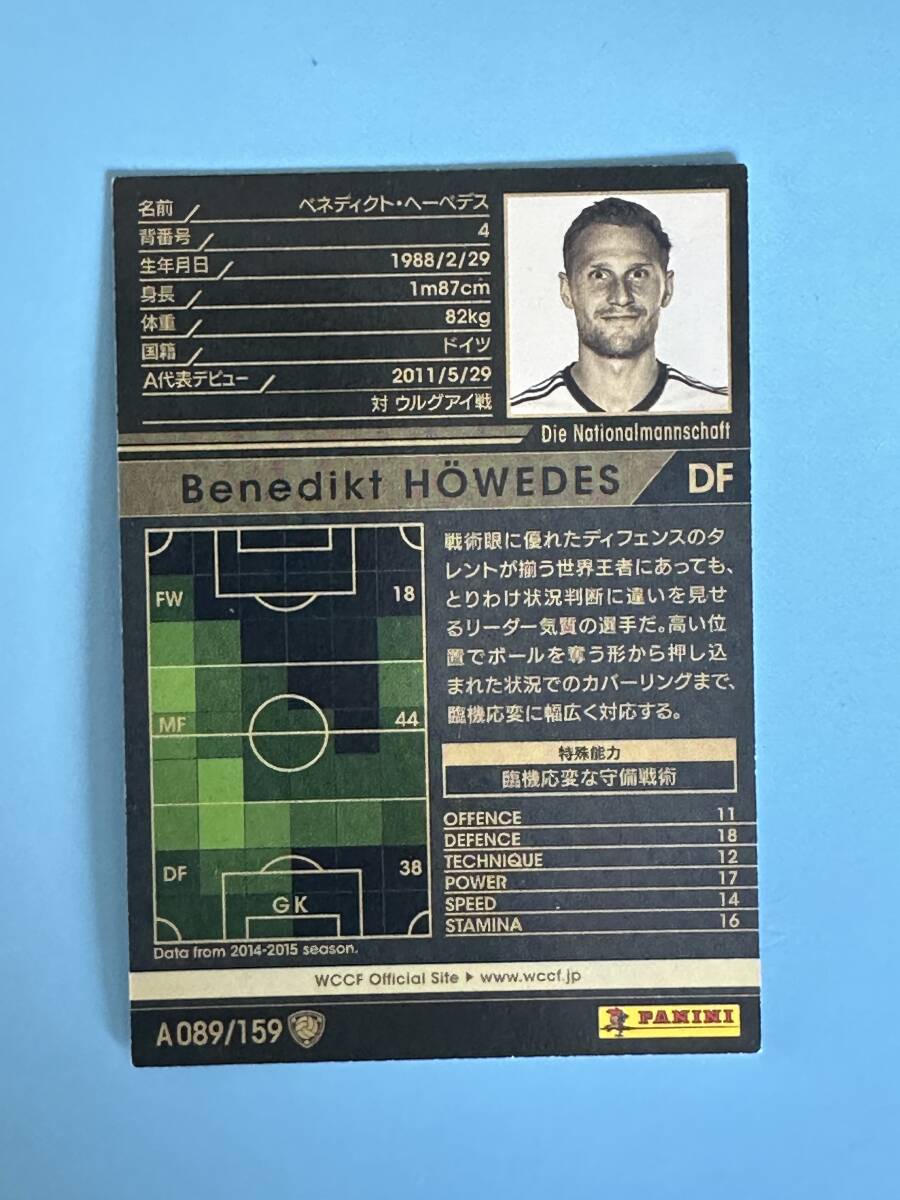 名前 ベネディクト・ヘーベデス
背番号 4
生年月日 1988/2/29
身長 1m87cm
体重 82kg
国籍 ドイツ
A代表デビュー 2011/5/29
対 ウルグアイ戦
Die Nationalmannschaft
Benedikt HÖWEDES DF
FW 18
MF 44
DF 38
GK
Data from 2014-2015 season.
戦術眼に優れたディフェンスのタ
レントが揃う世界王者にあっても、
とりわけ状況判断に違いを見せ
るリーダー気質の選手だ。高い位
置でボールを奪う形から押し込
まれた状況でのカバーリングまで、
臨機応変に幅広く対応する。
特殊能力
臨機応変な守備戦術
OFFENCE 11
DEFENCE 18
TECHNIQUE 12
POWER 17
SPEED 14
STAMINA 16
WCCF Official Site ▶ www.wccf.jp
A089/159
PANINI